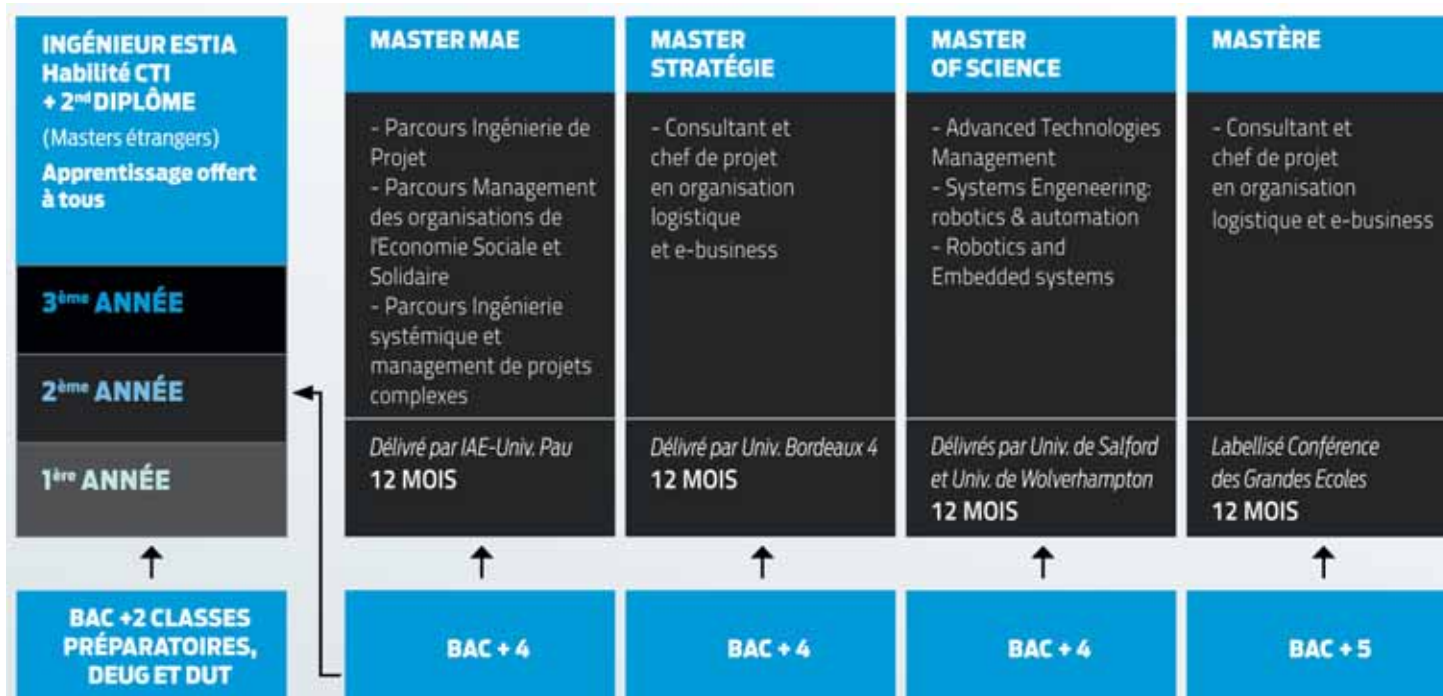 INGÉNIEUR ESTIA
Habilité CTI
+ 2nd DIPLÔME
(Masters étrangers)
Apprentissage offert
à tous
3ème ANNÉE
2ème ANNÉE
1ère ANNÉE
BAC +2 CLASSES
PRÉPARATOIRES,
DEUG ET DUT
MASTER MAE
- Parcours Ingénierie de
Projet
- Parcours Management
des organisations de
l'Economie Sociale et
Solidaire
- Parcours Ingénierie
systémique et
management de projets
complexes
Délivré par IAE-Univ. Pau
12 MOIS
BAC + 4
MASTER
STRATÉGIE
- Consultant et
chef de projet
en organisation
logistique
et e-business
Délivré par Univ. Bordeaux 4
12 MOIS
BAC + 4
MASTER
OF SCIENCE
- Advanced Technologies
Management
- Systems Engeneering:
robotics & automation
- Robotics and
Embedded systems
Délivrés par Univ. de Salford
et Univ. de Wolverhampton
12 MOIS
BAC + 4
MASTÈRE
- Consultant et
chef de projet
en organisation
logistique et e-business
Labellisé Conférence
des Grandes Ecoles
12 MOIS
BAC + 5